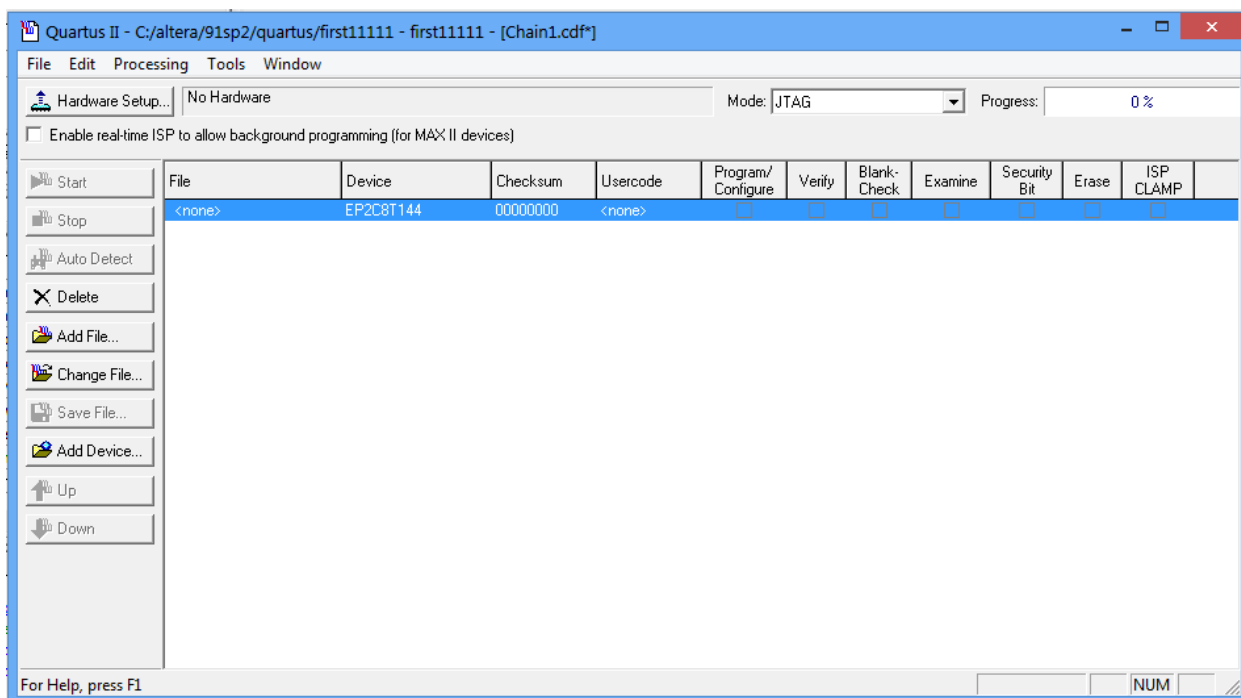 Quartus II - C:/altera/91sp2/quartus/first11111 - first11111 - [Chain1.cdf*]
File Edit Processing Tools Window
Hardware Setup... No Hardware Mode: JTAG Progress: 0 %
Enable real-time ISP to allow background programming (for MAX II devices)
File Device Checksum Usercode Program/ Configure Verify Blank- Check Examine Security Bit Erase ISP CLAMP
<none> EP2C8T144 00000000 <none>
Start
Stop
Auto Detect
Delete
Add File...
Change File...
Save File...
Add Device...
Up
Down
For Help, press F1 NUM